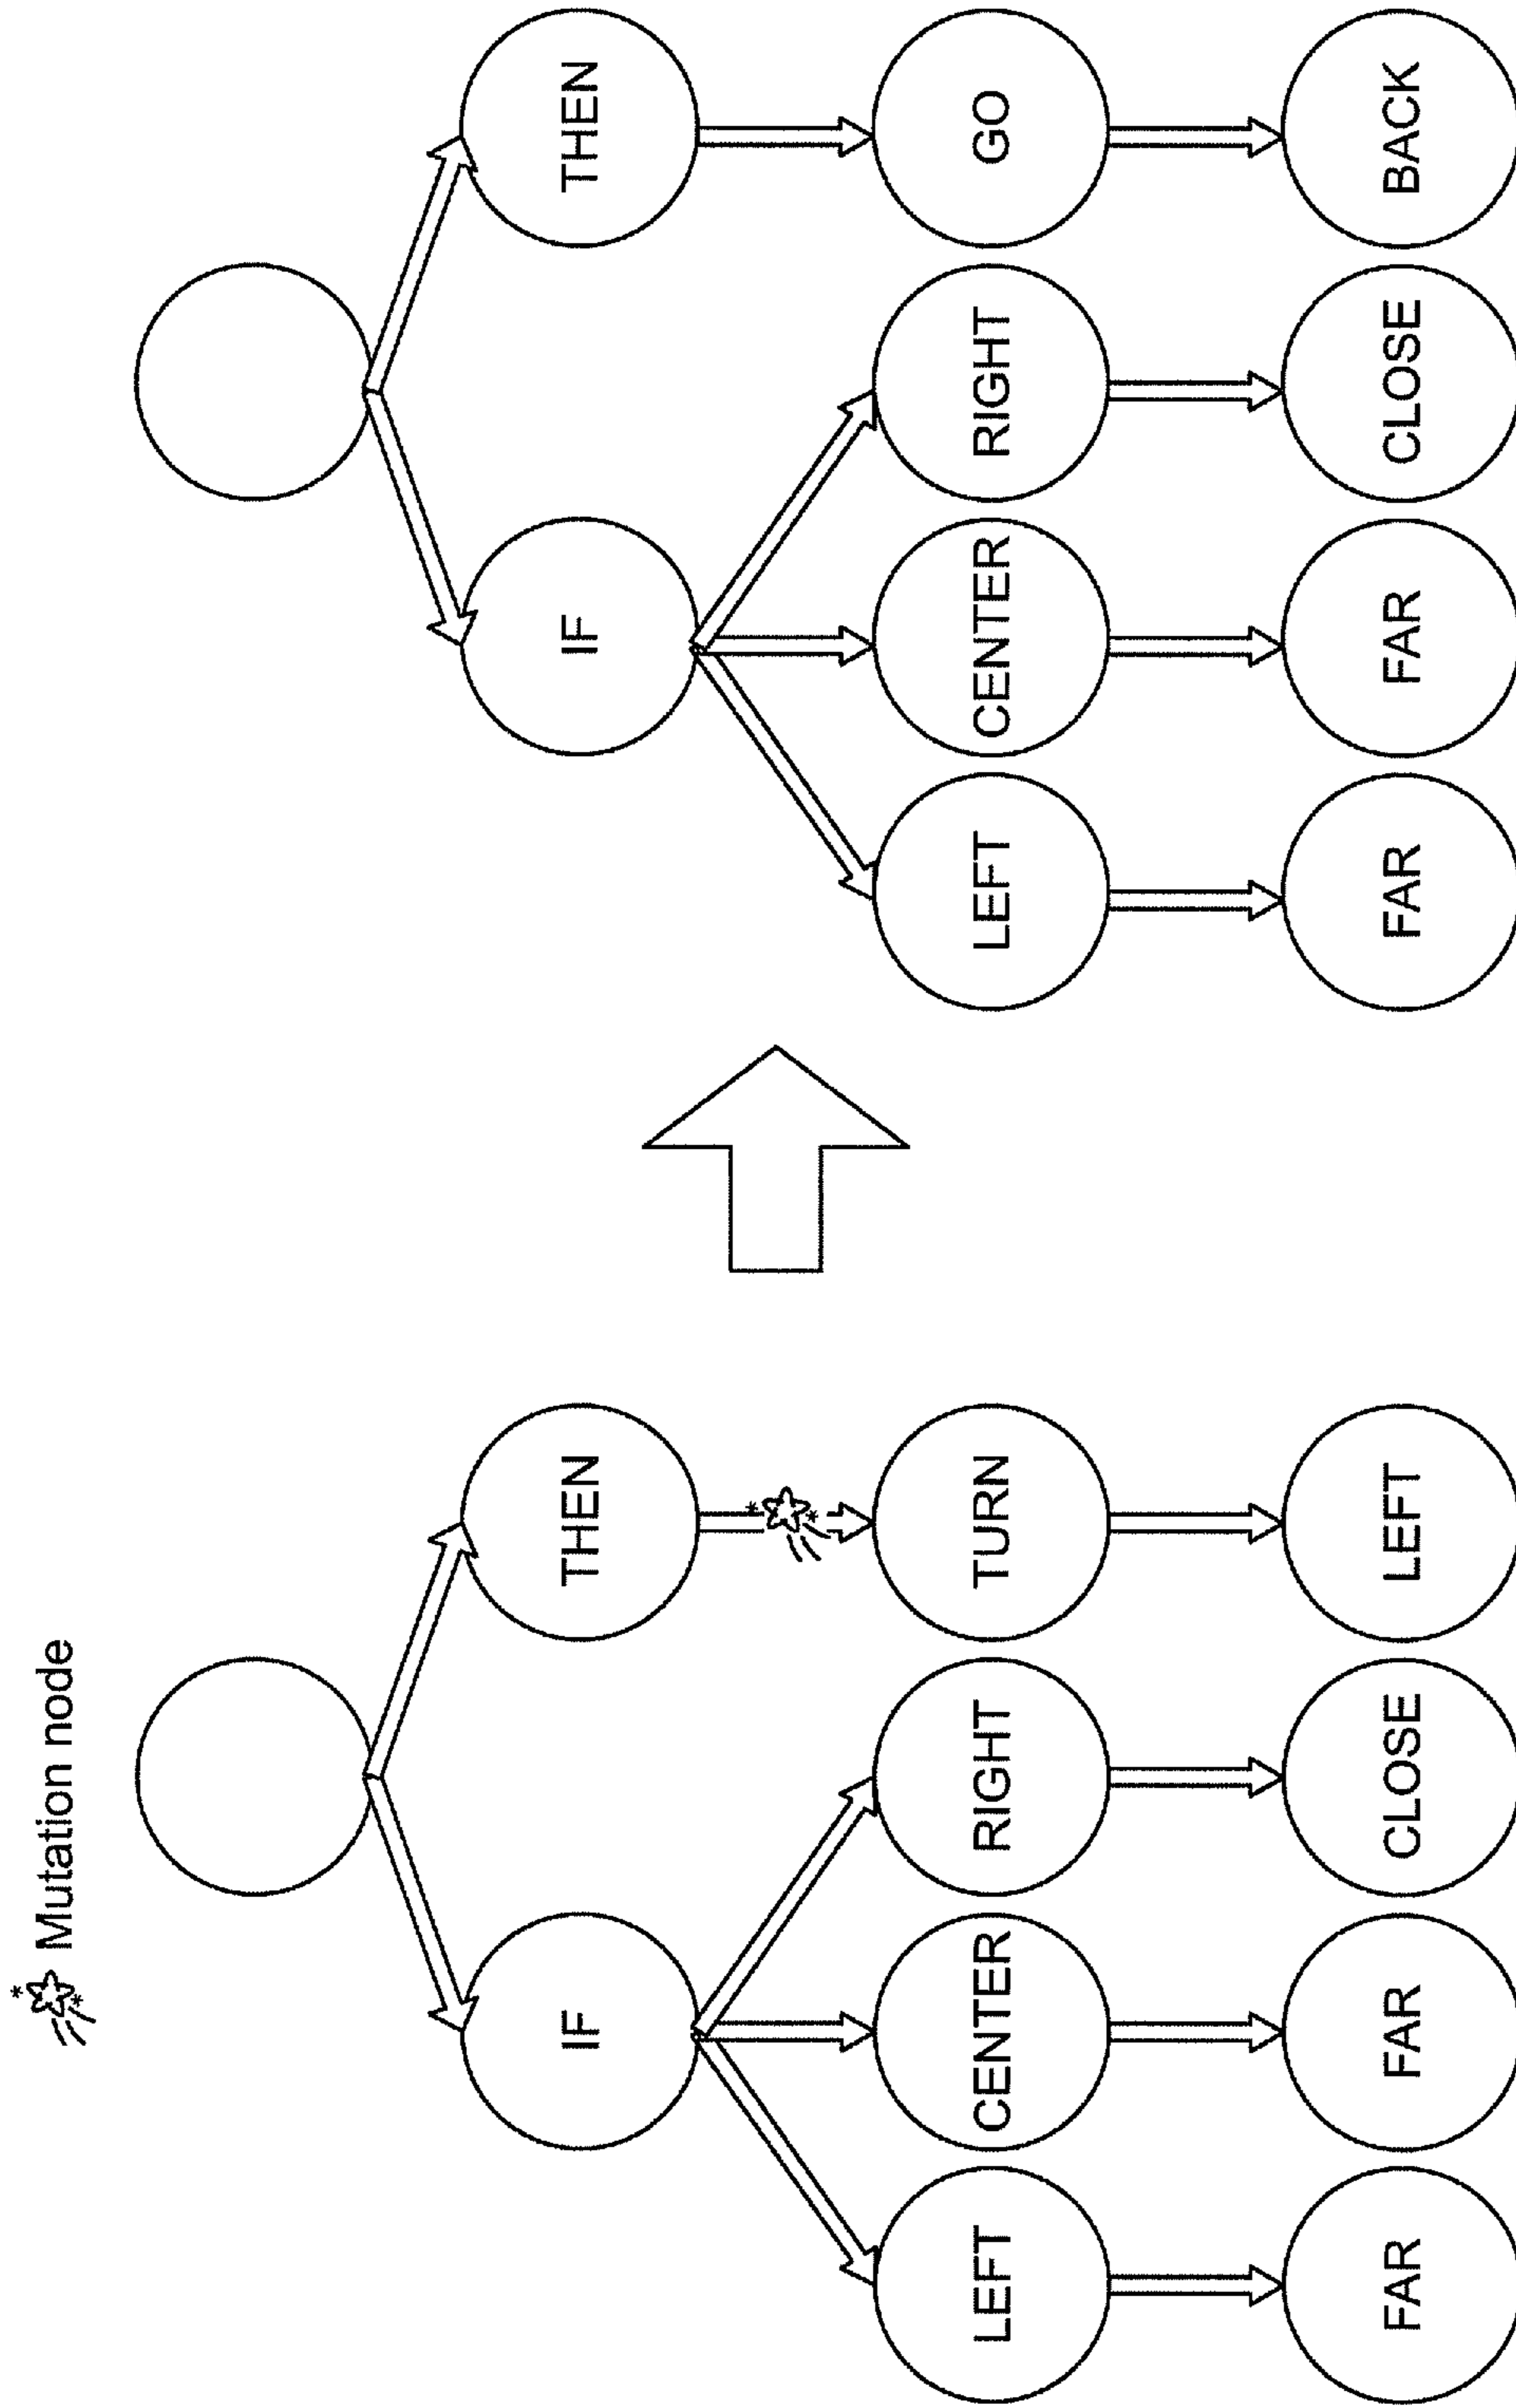 Mutation node
IF
THEN
LEFT
CENTER
RIGHT
TURN
FAR
FAR
CLOSE
LEFT
IF
THEN
LEFT
CENTER
RIGHT
GO
FAR
FAR
CLOSE
BACK